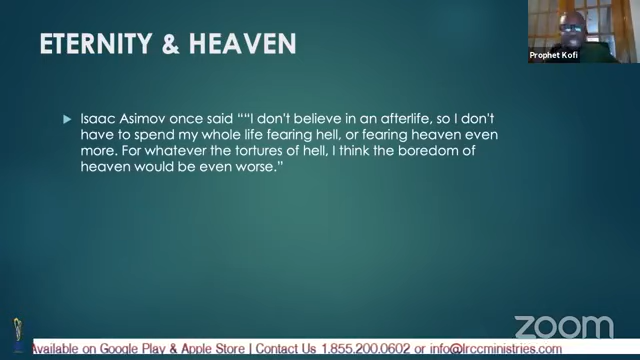 ETERNITY & HEAVEN
Prophet Kofi
Isaac Asimov once said ““I don't believe in an afterlife, so I don't
have to spend my whole life fearing hell, or fearing heaven even
more. For whatever the tortures of hell, I think the boredom of
heaven would be even worse.”
zoom
Available on Google Play & Apple Store | Contact Us 1.855.200.0602 or info@lrccministries.com